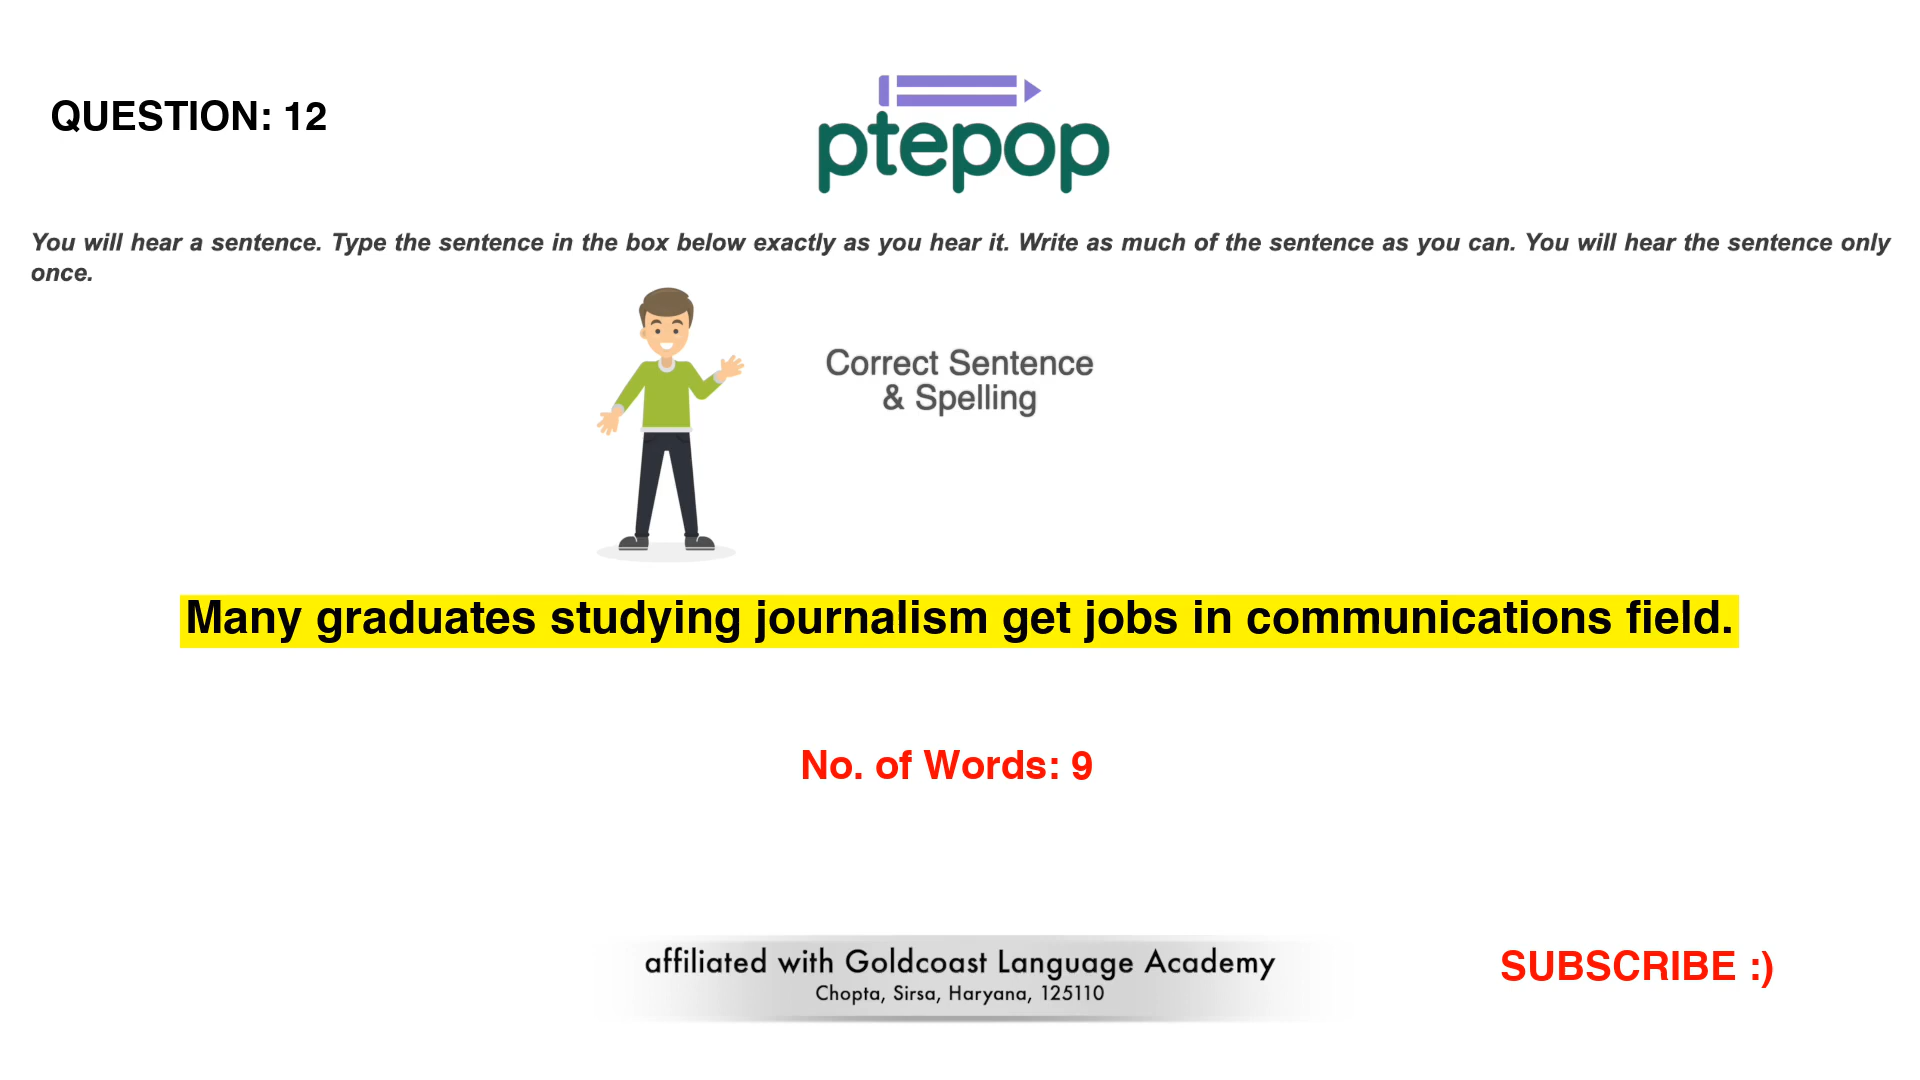 QUESTION: 12
ptepop
You will hear a sentence. Type the sentence in the box below exactly as you hear it. Write as much of the sentence as you can. You will hear the sentence only
once.
Correct Sentence
& Spelling
Many graduates studying journalism get jobs in communications field.
No. of Words: 9
affiliated with Goldcoast Language Academy
Chopta, Sirsa, Haryana, 125110
SUBSCRIBE :)